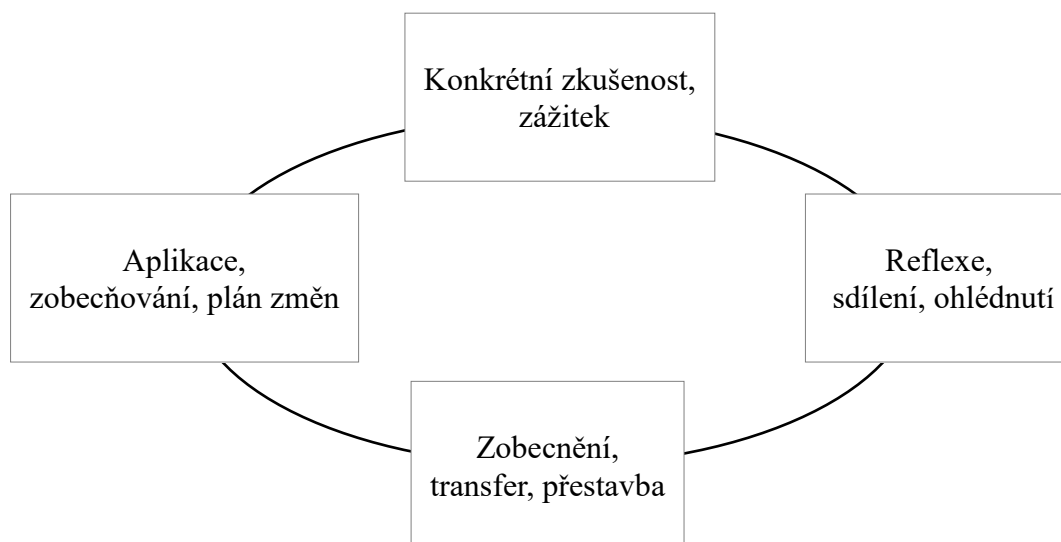 Konkrétní zkušenost,
zážitek
Aplikace,
zobecňování, plán změn
Reflexe,
sdílení, ohlédnutí
Zobecnění,
transfer, přestavba